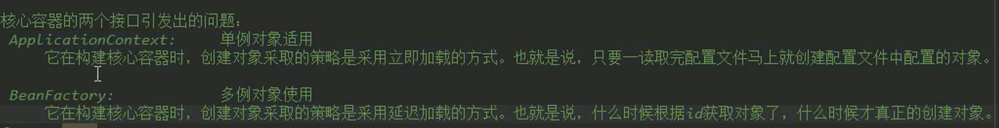 核心容器的两个接口引发出的问题:
ApplicationContext: 单例对象适用
它在构建核心容器时，创建对象采取的策略是采用立即加载的方式。也就是说，只要一读取完配置文件马上就创建配置文件中配置的对象。
BeanFactory: 多例对象使用
它在构建核心容器时，创建对象采取的策略是采用延迟加载的方式。也就是说，什么时候根据id获取对象了，什么时候才真正的创建对象。